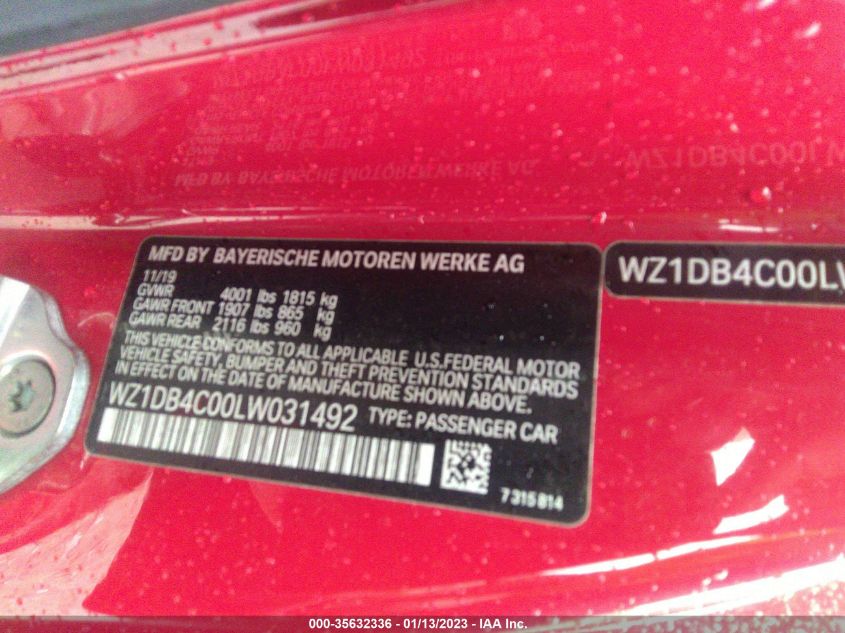 MFD BY BAYERISCHE MOTOREN WERKE AG
11/19
GVWR 4001 lbs 1815 kg
GAWR FRONT 1907 lbs 865 kg
GAWR REAR 2116 lbs 960 kg
THIS VEHICLE CONFORMS TO ALL APPLICABLE U.S.FEDERAL MOTOR
VEHICLE SAFETY, BUMPER AND THEFT PREVENTION STANDARDS
IN EFFECT ON THE DATE OF MANUFACTURE SHOWN ABOVE.
WZ1DB4C00LW031492 TYPE: PASSENGER CAR
7315814
WZ1DB4C00LW
000-35632336 - 01/13/2023 - IAA Inc.